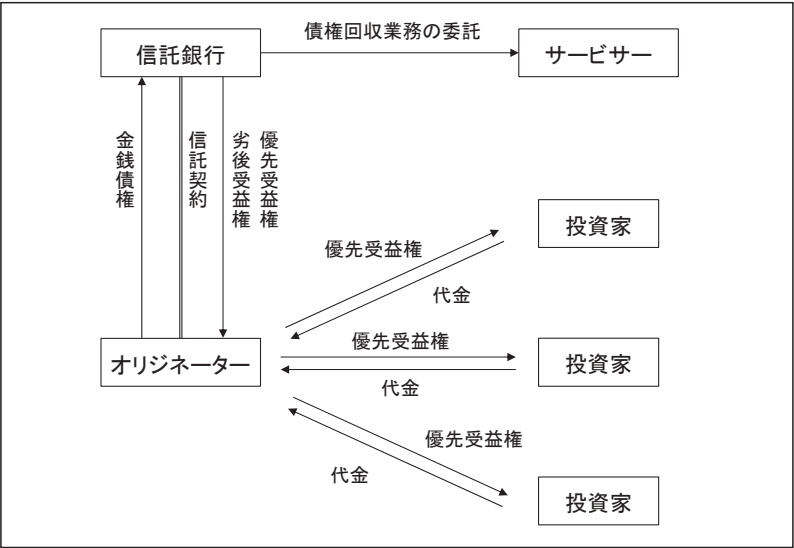 債権回収業務の委託
信託銀行
サービサー
金銭債権
信託契約
優先受益権
劣後受益権
投資家
優先受益権
代金
オリジネーター
優先受益権
代金
投資家
優先受益権
代金
投資家